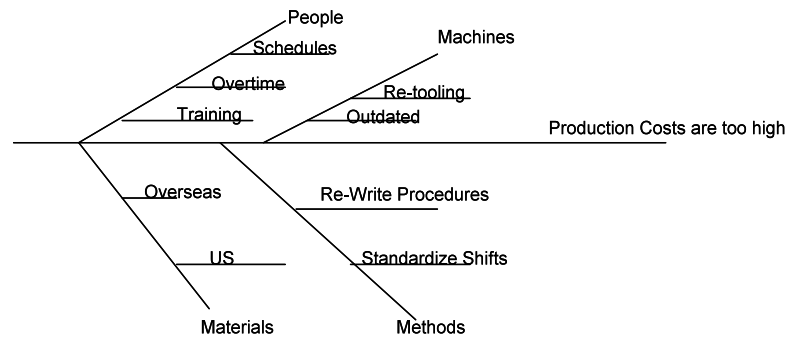 People
Schedules
Machines
Overtime
Re-tooling
Training
Outdated
Production Costs are too high
Overseas
Re-Write Procedures
US
Standardize Shifts
Materials
Methods